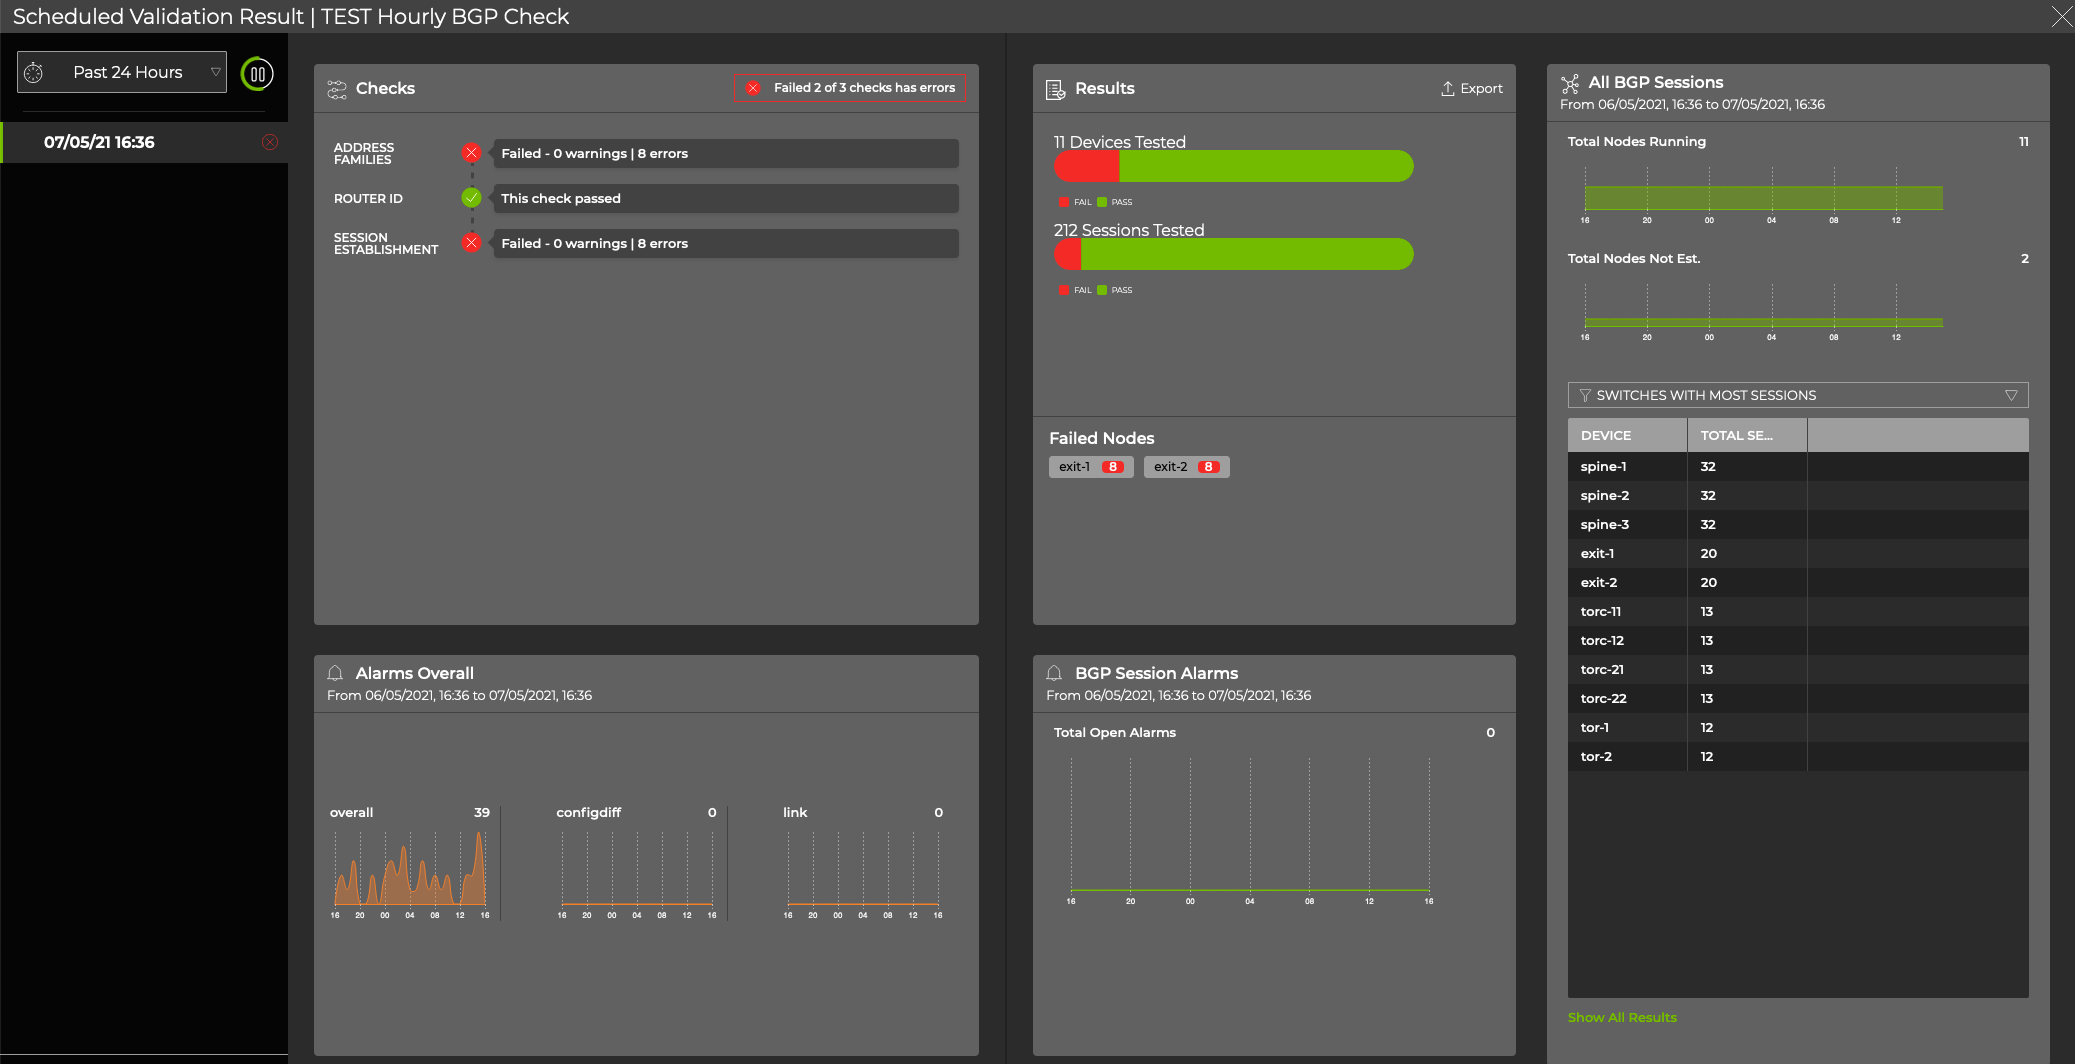 Scheduled Validation Result | TEST Hourly BGP Check
Past 24 Hours
07/05/21 16:36
Checks
Failed 2 of 3 checks has errors
ADDRESS
FAMILIES
Failed - 0 warnings | 8 errors
ROUTER ID
This check passed
SESSION
ESTABLISHMENT
Failed - 0 warnings | 8 errors
Results
Export
11 Devices Tested
FAIL PASS
212 Sessions Tested
FAIL PASS
Failed Nodes
exit-1 8 exit-2 8
All BGP Sessions
From 06/05/2021, 16:36 to 07/05/2021, 16:36
Total Nodes Running 11
16 20 00 04 08 12
Total Nodes Not Est. 2
16 20 00 04 08 12
SWITCHES WITH MOST SESSIONS
DEVICE TOTAL SE...
spine-1 32
spine-2 32
spine-3 32
exit-1 20
exit-2 20
torc-11 13
torc-12 13
torc-21 13
torc-22 13
tor-1 12
tor-2 12
Show All Results
Alarms Overall
From 06/05/2021, 16:36 to 07/05/2021, 16:36
overall 39
16 20 00 04 08 12 16
configdiff 0
16 20 00 04 08 12 16
link 0
16 20 00 04 08 12 16
BGP Session Alarms
From 06/05/2021, 16:36 to 07/05/2021, 16:36
Total Open Alarms 0
16 20 00 04 08 12 16